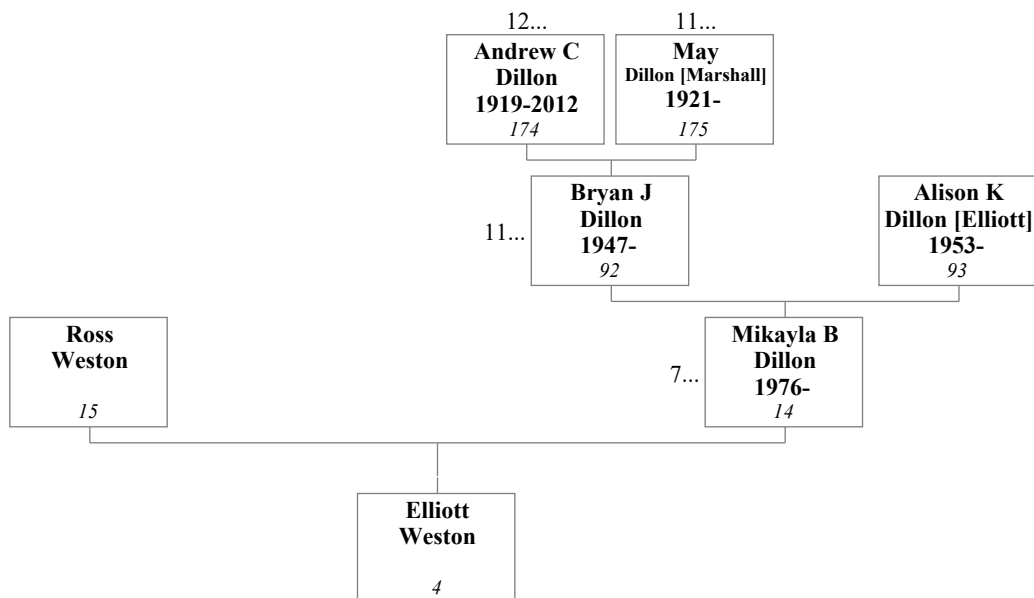 12...
11...
Andrew C
Dillon
1919-2012
174
May
Dillon [Marshall]
1921-
175
11...
Bryan J
Dillon
1947-
92
Alison K
Dillon [Elliott]
1953-
93
Ross
Weston
15
7...
Mikayla B
Dillon
1976-
14
Elliott
Weston
4